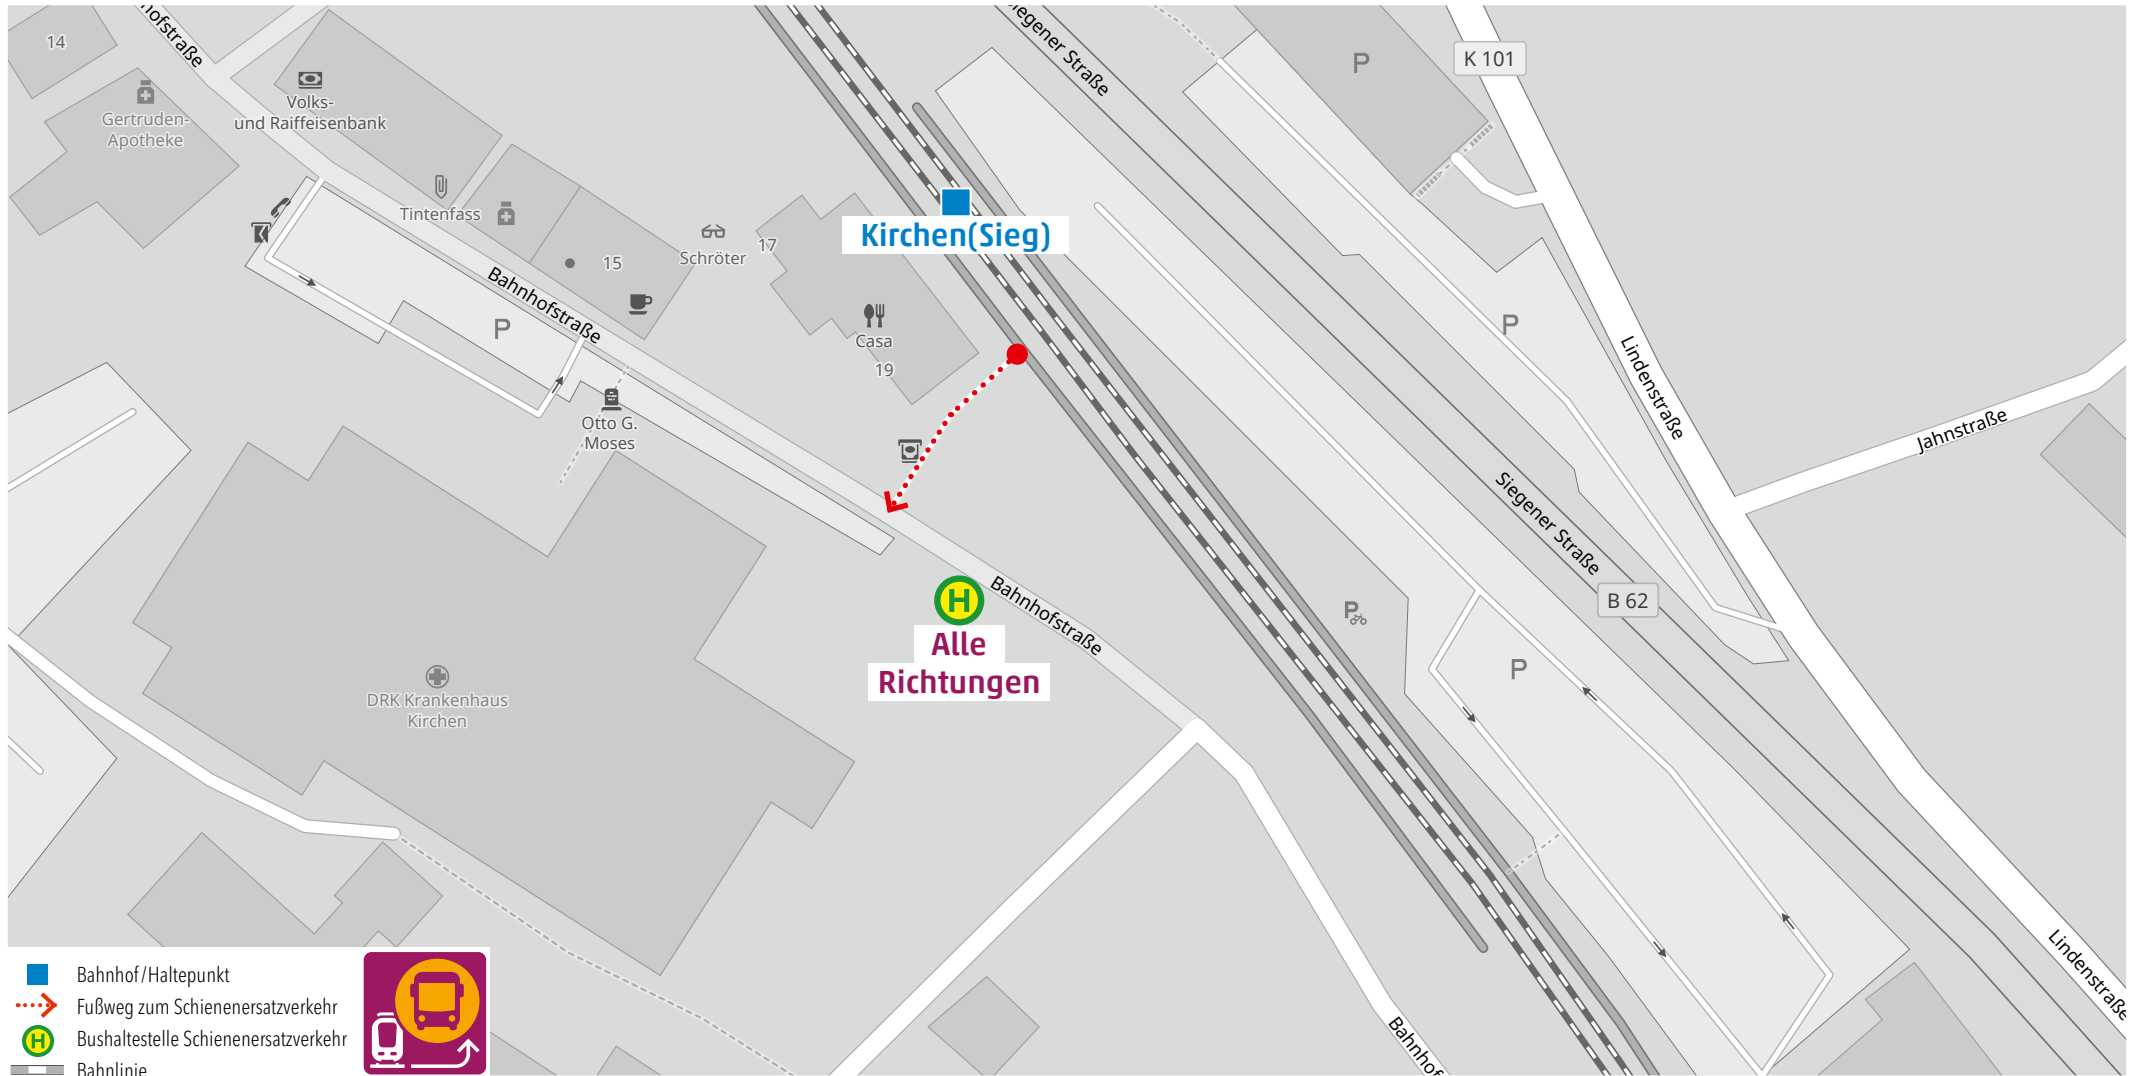 14
hofstraße
Gertruden-
Apotheke
Volks-
und Raiffeisenbank
Tintenfass
15
Schröter
17
Casa
19
P
Bahnhofstraße
Otto G.
Moses
Kirchen(Sieg)
Siegener Straße
P
K 101
P
Lindenstraße
Jahnstraße
Siegener Straße
B 62
P
P
H
Alle
Richtungen
Bahnhofstraße
DRK Krankenhaus
Kirchen
Lindenstraße
Bahnhof
Bahnhof/Haltepunkt
Fußweg zum Schienenersatzverkehr
H
Bushaltestelle Schienenersatzverkehr
Bahnlinie